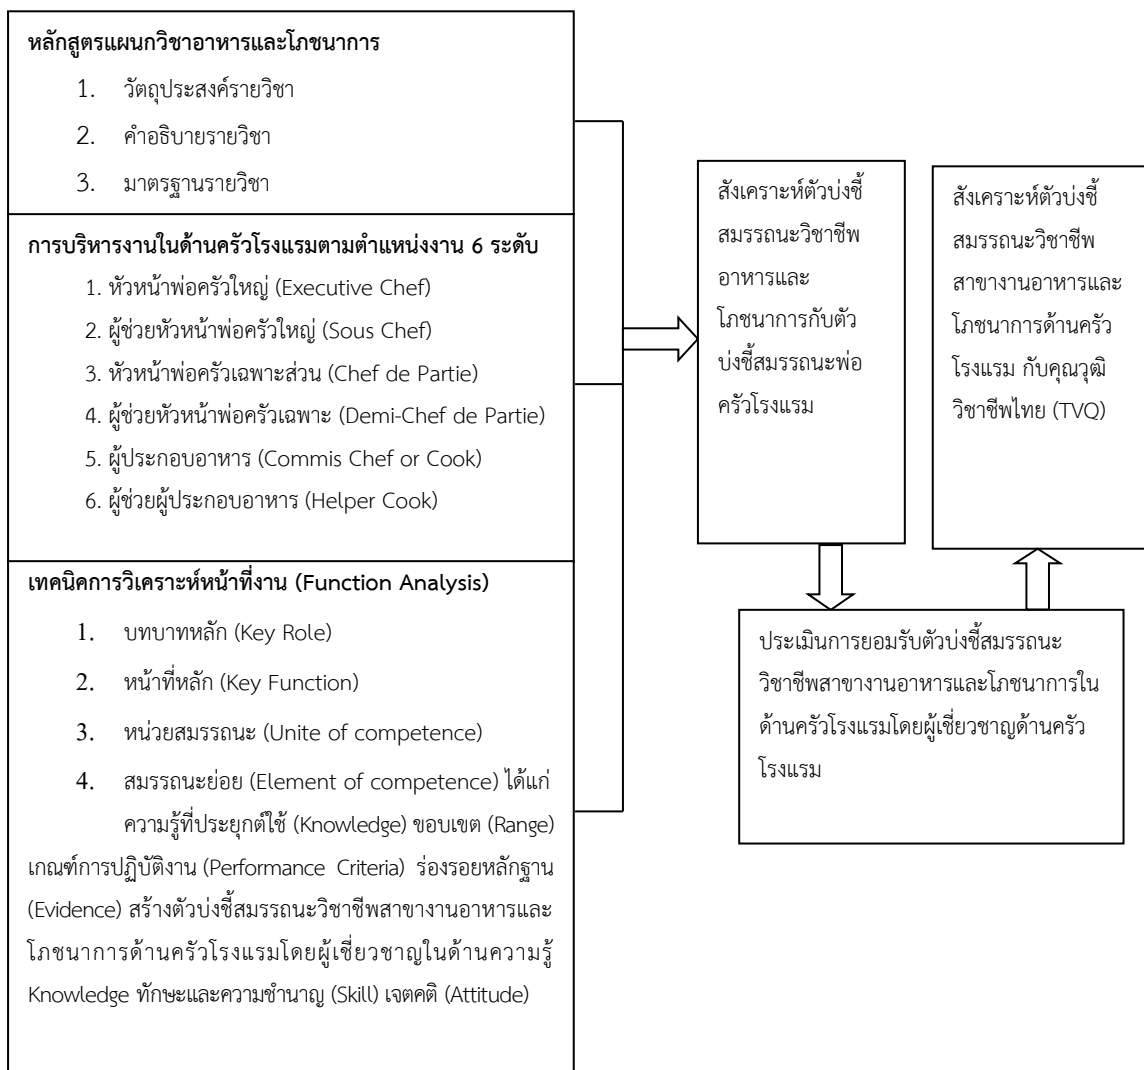 หลักสูตรแผนกวิชาอาหารและโภชนาการ
1. วัตถุประสงค์รายวิชา
2. คำอธิบายรายวิชา
3. มาตรฐานรายวิชา
การบริหารงานในด้านครัวโรงแรมตามตำแหน่งงาน 6 ระดับ
1. หัวหน้าพ่อครัวใหญ่ (Executive Chef)
2. ผู้ช่วยหัวหน้าพ่อครัวใหญ่ (Sous Chef)
3. หัวหน้าพ่อครัวเฉพาะส่วน (Chef de Partie)
4. ผู้ช่วยหัวหน้าพ่อครัวเฉพาะ (Demi-Chef de Partie)
5. ผู้ประกอบอาหาร (Commis Chef or Cook)
6. ผู้ช่วยผู้ประกอบอาหาร (Helper Cook)
เทคนิคการวิเคราะห์หน้าที่งาน (Function Analysis)
1. บทบาทหลัก (Key Role)
2. หน้าที่หลัก (Key Function)
3. หน่วยสมรรถนะ (Unite of competence)
4. สมรรถนะย่อย (Element of competence) ได้แก่
ความรู้ที่ประยุกต์ใช้ (Knowledge) ขอบเขต (Range)
เกณฑ์การปฏิบัติงาน (Performance Criteria) ร่องรอยหลักฐาน
(Evidence) สร้างตัวบ่งชี้สมรรถนะวิชาชีพสาขางานอาหารและ
โภชนาการด้านครัวโรงแรมโดยผู้เชี่ยวชาญในด้านความรู้
Knowledge ทักษะและความชำนาญ (Skill) เจตคติ (Attitude)
สังเคราะห์ตัวบ่งชี้
สมรรถนะวิชาชีพ
อาหารและ
โภชนาการกับตัว
บ่งชี้สมรรถนะพ่อ
ครัวโรงแรม
สังเคราะห์ตัวบ่งชี้
สมรรถนะวิชาชีพ
สาขางานอาหารและ
โภชนาการด้านครัว
โรงแรม กับคุณวุฒิ
วิชาชีพไทย (TVQ)
ประเมินการยอมรับตัวบ่งชี้สมรรถนะ
วิชาชีพสาขางานอาหารและโภชนาการใน
ด้านครัวโรงแรมโดยผู้เชี่ยวชาญด้านครัว
โรงแรม